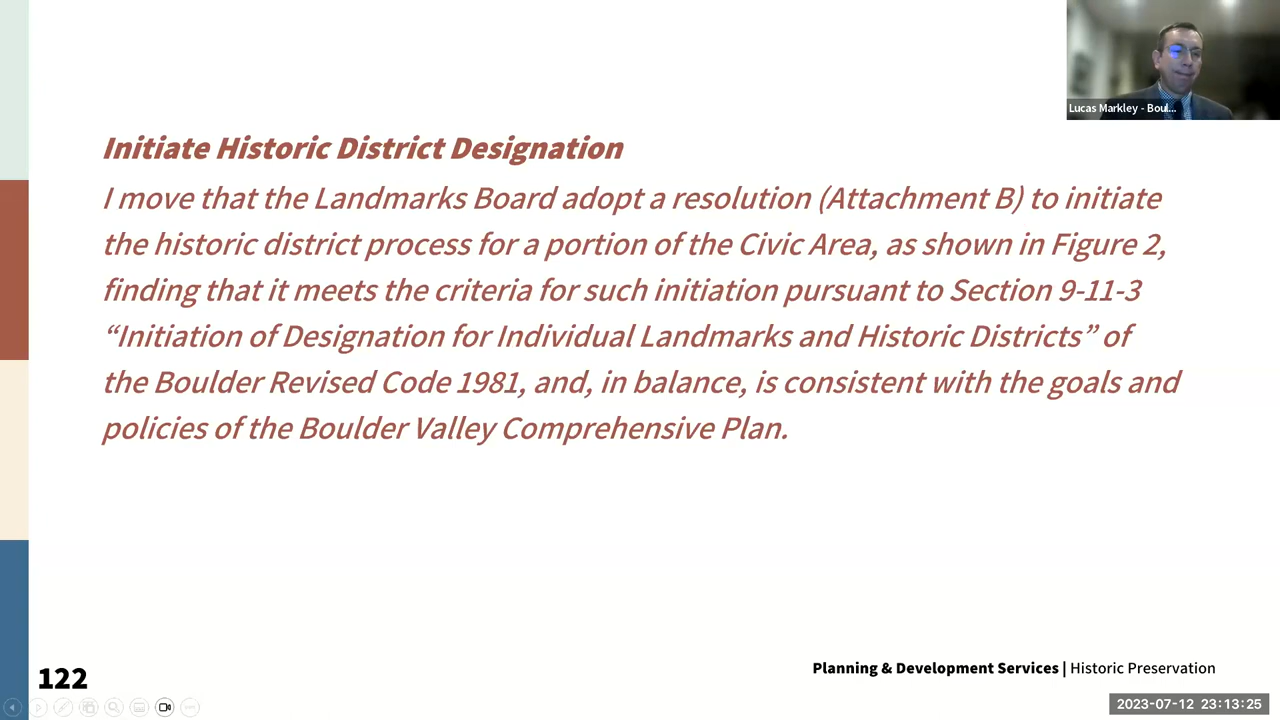 Lucas Markley - Boul...
Initiate Historic District Designation
I move that the Landmarks Board adopt a resolution (Attachment B) to initiate
the historic district process for a portion of the Civic Area, as shown in Figure 2,
finding that it meets the criteria for such initiation pursuant to Section 9-11-3
“Initiation of Designation for Individual Landmarks and Historic Districts” of
the Boulder Revised Code 1981, and, in balance, is consistent with the goals and
policies of the Boulder Valley Comprehensive Plan.
122
Planning & Development Services | Historic Preservation
2023-07-12 23:13:25